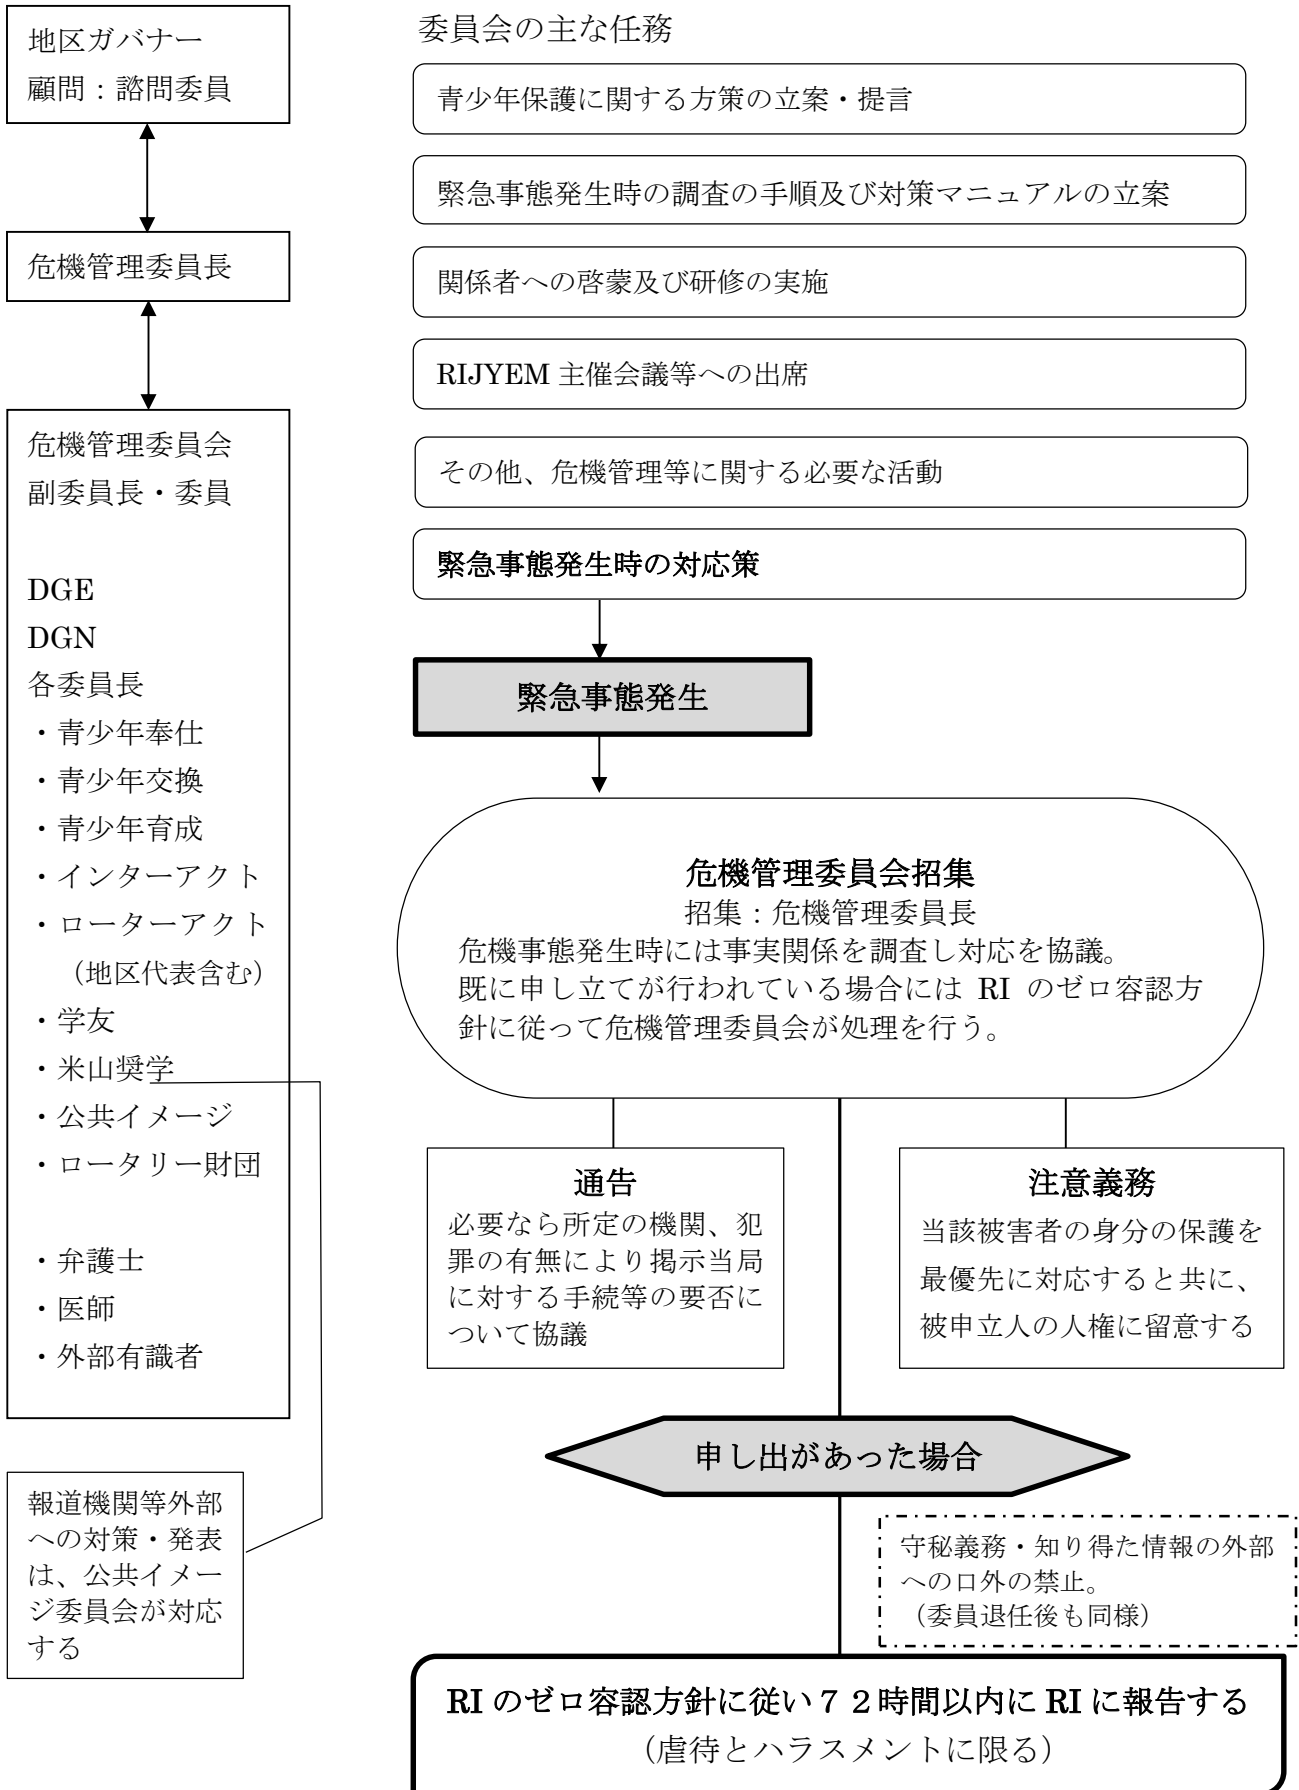 地区ガバナー
顧問：諮問委員
危機管理委員長
危機管理委員会
副委員長・委員
DGE
DGN
各委員長
・青少年奉仕
・青少年交換
・青少年育成
・インターアクト
・ローターアクト
（地区代表含む）
・学友
・米山奨学
・公共イメージ
・ロータリー財団
・弁護士
・医師
・外部有識者
報道機関等外部
への対策・発表
は、公共イメー
ジ委員会が対応
する
委員会の主な任務
青少年保護に関する方策の立案・提言
緊急事態発生時の調査の手順及び対策マニュアルの立案
関係者への啓蒙及び研修の実施
RIJYEM 主催会議等への出席
その他、危機管理等に関する必要な活動
緊急事態発生時の対応策
緊急事態発生
危機管理委員会招集
招集：危機管理委員長
危機事態発生時には事実関係を調査し対応を協議。
既に申し立てが行われている場合には RI のゼロ容認方
針に従って危機管理委員会が処理を行う。
通告
必要なら所定の機関、犯
罪の有無により掲示当局
に対する手続等の要否に
ついて協議
注意義務
当該被害者の身分の保護を
最優先に対応すると共に、
被申立人の人権に留意する
申し出があった場合
守秘義務・知り得た情報の外部
への口外の禁止。
（委員退任後も同様）
RI のゼロ容認方針に従い７２時間以内に RI に報告する
（虐待とハラスメントに限る）